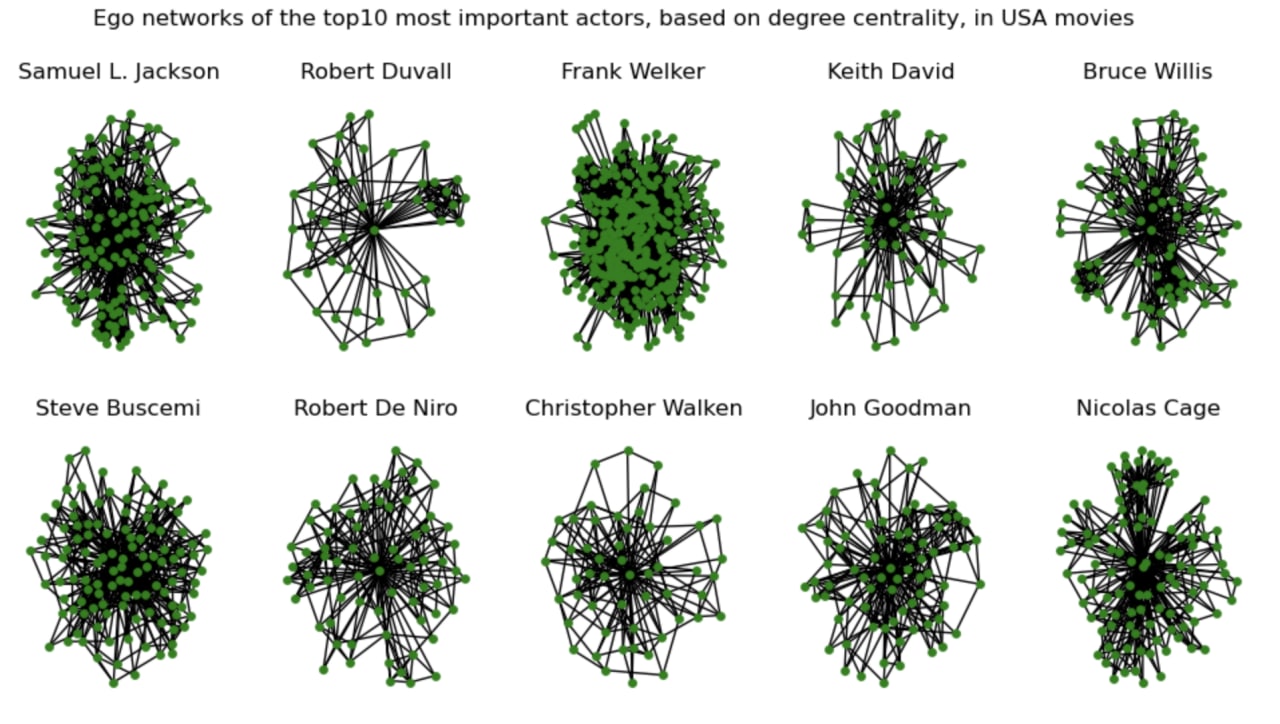 Ego networks of the top10 most important actors, based on degree centrality, in USA movies
Samuel L. Jackson
Robert Duvall
Frank Welker
Keith David
Bruce Willis
Steve Buscemi
Robert De Niro
Christopher Walken
John Goodman
Nicolas Cage